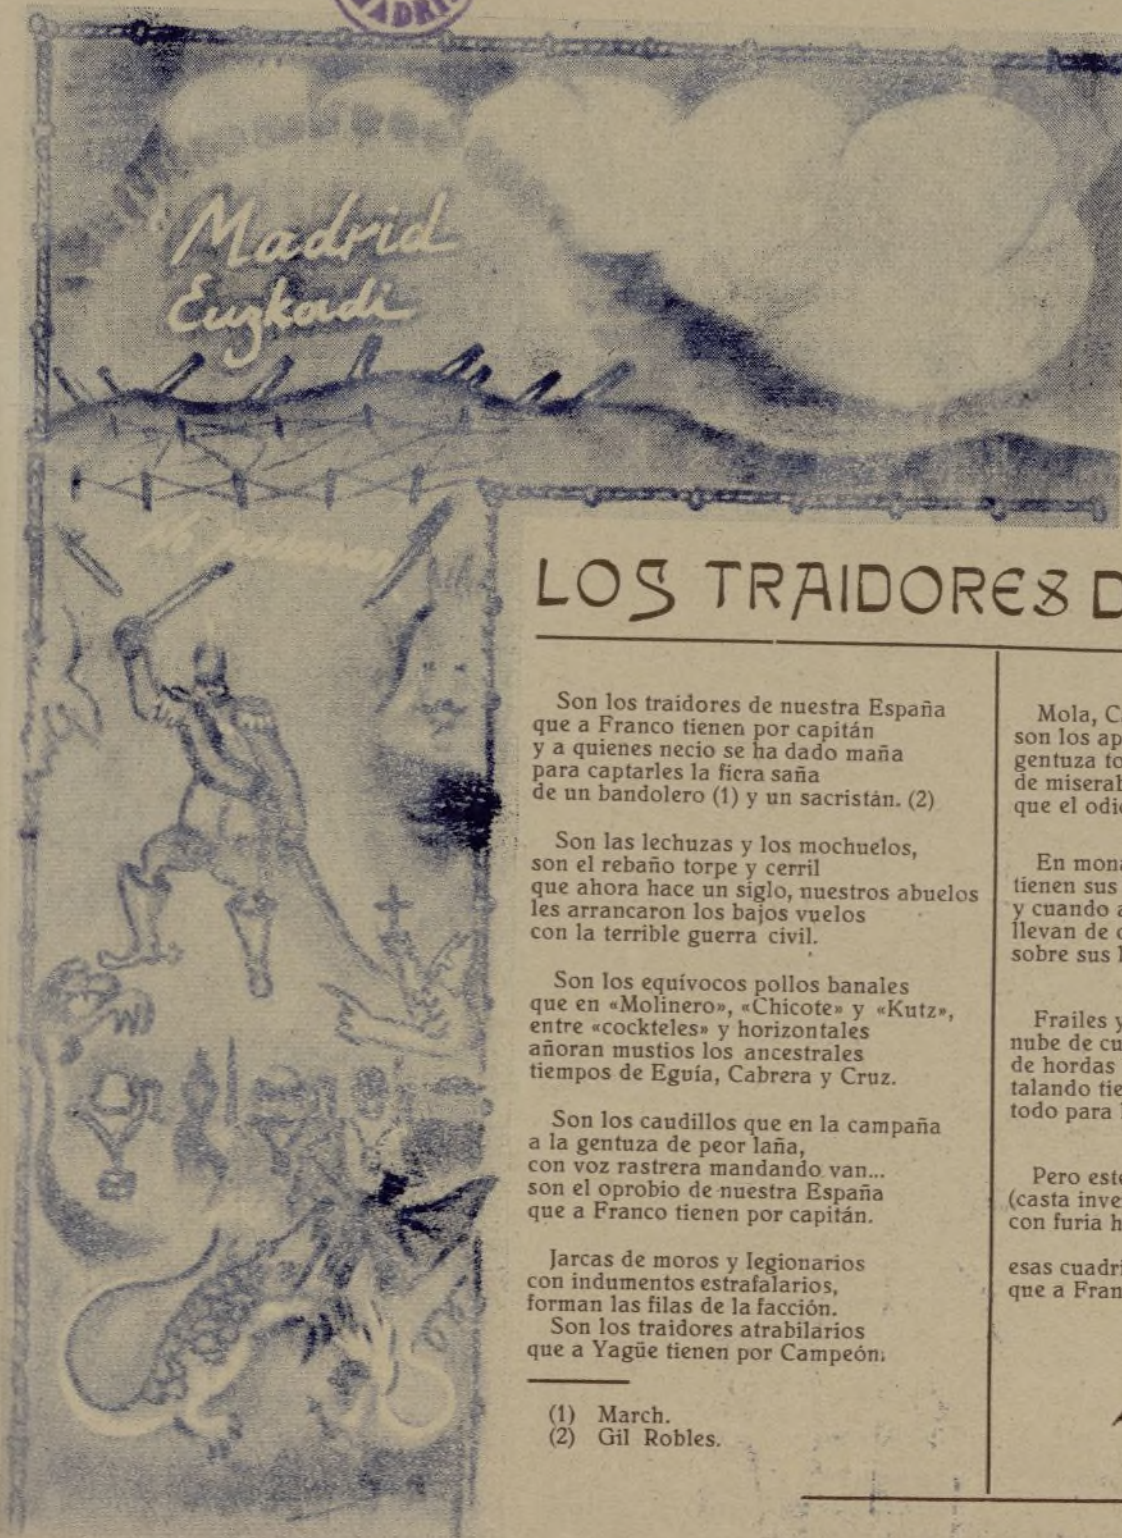 MADRID
Madrid
Euzkadi
No pasarán
LOS TRAIDORES D
Son los traidores de nuestra España
que a Franco tienen por capitán
y a quienes necio se ha dado maña
para captarles la fiera saña
de un bandolero (1) y un sacristán. (2)
Son las lechuzas y los mochuelos,
son el rebaño torpe y cerril
que ahora hace un siglo, nuestros abuelos
les arrancaron los bajos vuelos
con la terrible guerra civil.
Son los equívocos pollos banales
que en «Molinero», «Chicote» y «Kutz»,
entre «cockteles» y horizontales
añoran mustios los ancestrales
tiempos de Eguía, Cabrera y Cruz.
Son los caudillos que en la campaña
a la gentuza de peor laña,
con voz rastrera mandando van...
son el oprobio de nuestra España
que a Franco tienen por capitán.
Jarcas de moros y legionarios
con indumentos estrafalarios,
forman las filas de la facción.
Son los traidores atrabilarios
que a Yagüe tienen por Campeón.
(1) March.
(2) Gil Robles.
Mola, C
son los ap
gentuza to
de miserab
que el odi
En mona
tienen sus
y cuando a
llevan de
sobre sus
Frailes y
nube de cu
de hordas
talando tie
todo para
Pero est
(casta inve
con furia h
esas cuadri
que a Fran